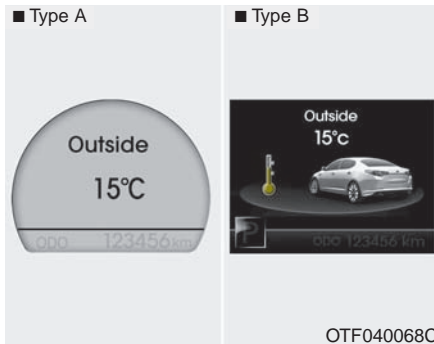 ■ Type A
Outside
15°C
ODO 123456 km
■ Type B
Outside
15°c
P
ODO 123456 km
OTF040068C